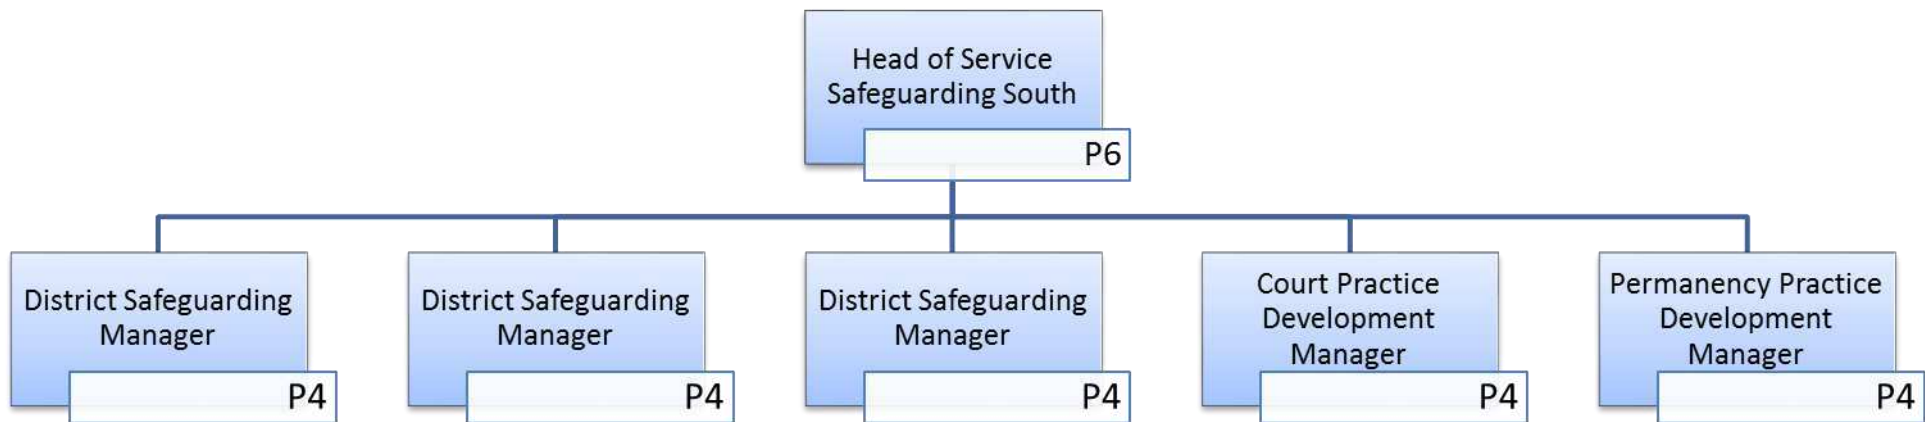 Head of Service
Safeguarding South
P6
District Safeguarding
Manager
P4
District Safeguarding
Manager
P4
District Safeguarding
Manager
P4
Court Practice
Development
Manager
P4
Permanency Practice
Development
Manager
P4